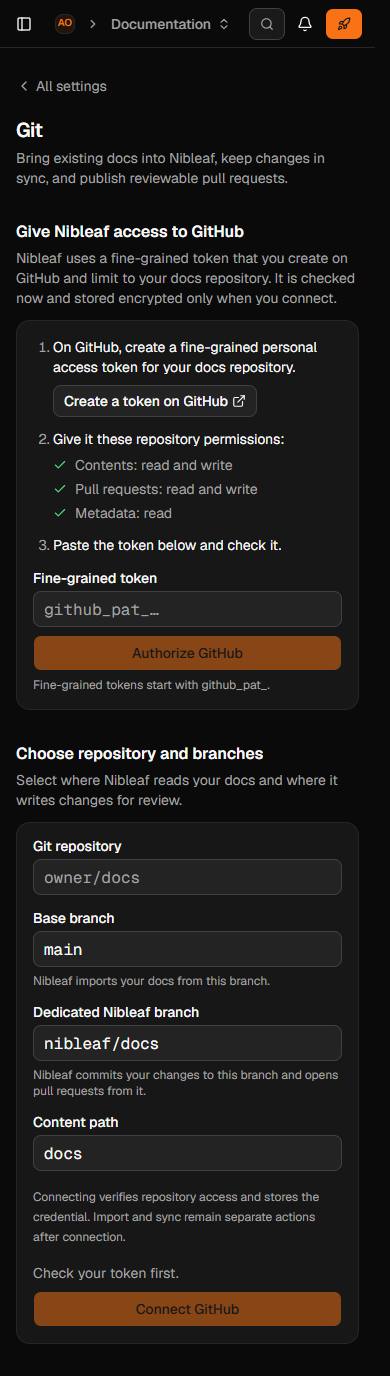 AO
Documentation
All settings
Git
Bring existing docs into Nibleaf, keep changes in
sync, and publish reviewable pull requests.
Give Nibleaf access to GitHub
Nibleaf uses a fine-grained token that you create on
GitHub and limit to your docs repository. It is checked
now and stored encrypted only when you connect.
1. On GitHub, create a fine-grained personal
access token for your docs repository.
Create a token on GitHub
2. Give it these repository permissions:
Contents: read and write
Pull requests: read and write
Metadata: read
3. Paste the token below and check it.
Fine-grained token
github_pat_…
Authorize GitHub
Fine-grained tokens start with github_pat_.
Choose repository and branches
Select where Nibleaf reads your docs and where it
writes changes for review.
Git repository
owner/docs
Base branch
main
Nibleaf imports your docs from this branch.
Dedicated Nibleaf branch
nibleaf/docs
Nibleaf commits your changes to this branch and opens
pull requests from it.
Content path
docs
Connecting verifies repository access and stores the
credential. Import and sync remain separate actions
after connection.
Check your token first.
Connect GitHub